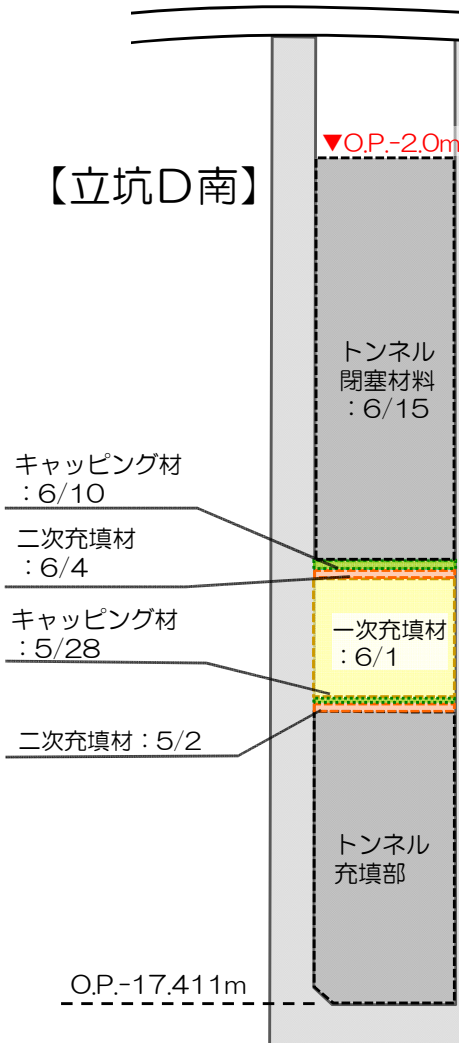 ▼O.P.-2.0m
【立坑D南】
トンネル
閉塞材料
：6/15
キャッピング材
：6/10
二次充填材
：6/4
キャッピング材
：5/28
一次充填材
：6/1
二次充填材：5/2
トンネル
充填部
O.P.-17.411m